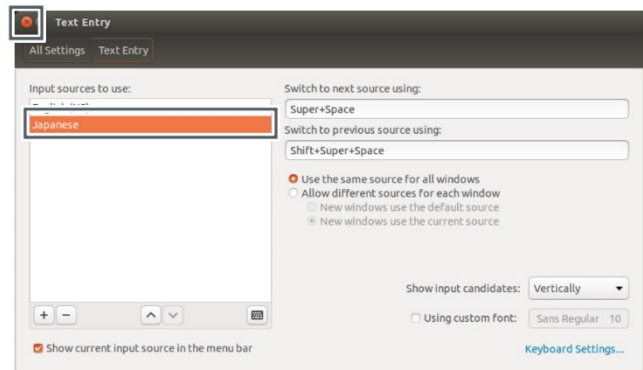 Text Entry
All Settings Text Entry
Input sources to use:
Japanese
Switch to next source using:
Super+Space
Switch to previous source using:
Shift+Super+Space
Use the same source for all windows
Allow different sources for each window
New windows use the default source
New windows use the current source
Show input candidates: Vertically
Using custom font: Sans Regular 10
Show current input source in the menu bar
Keyboard Settings...